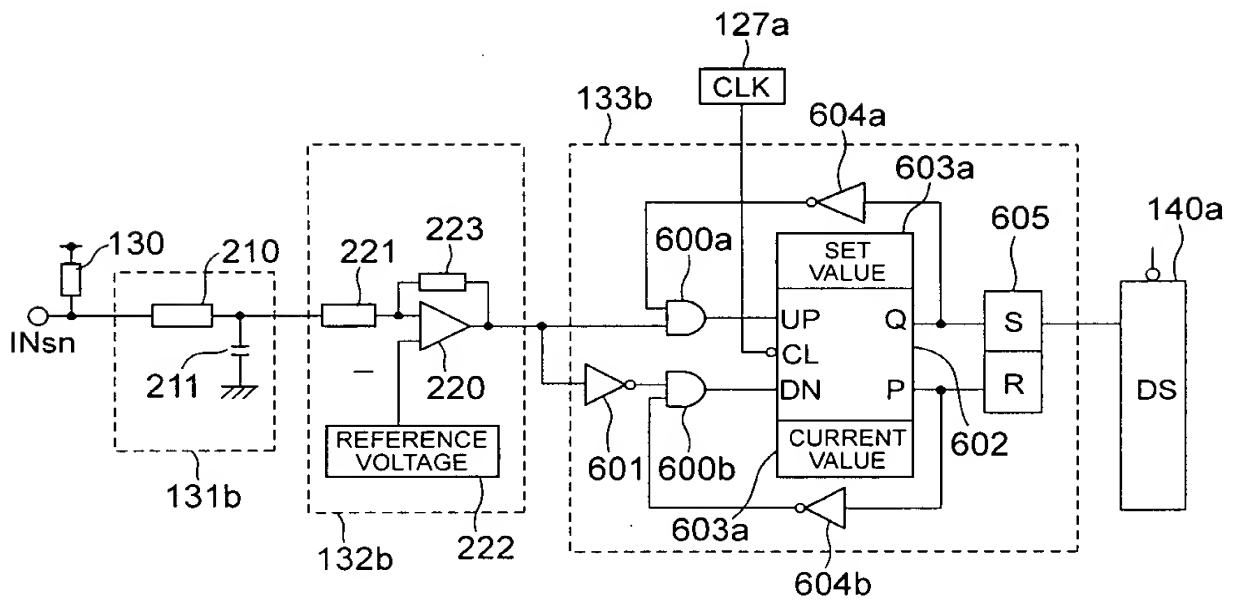 127a
CLK
133b
604a
603a
605
140a
130
210
221
223
600a
SET
VALUE
INsn
211
220
UP
Q
S
CL
DN
P
R
DS
REFERENCE
VOLTAGE
601
600b
CURRENT
VALUE
602
131b
132b
222
603a
604b